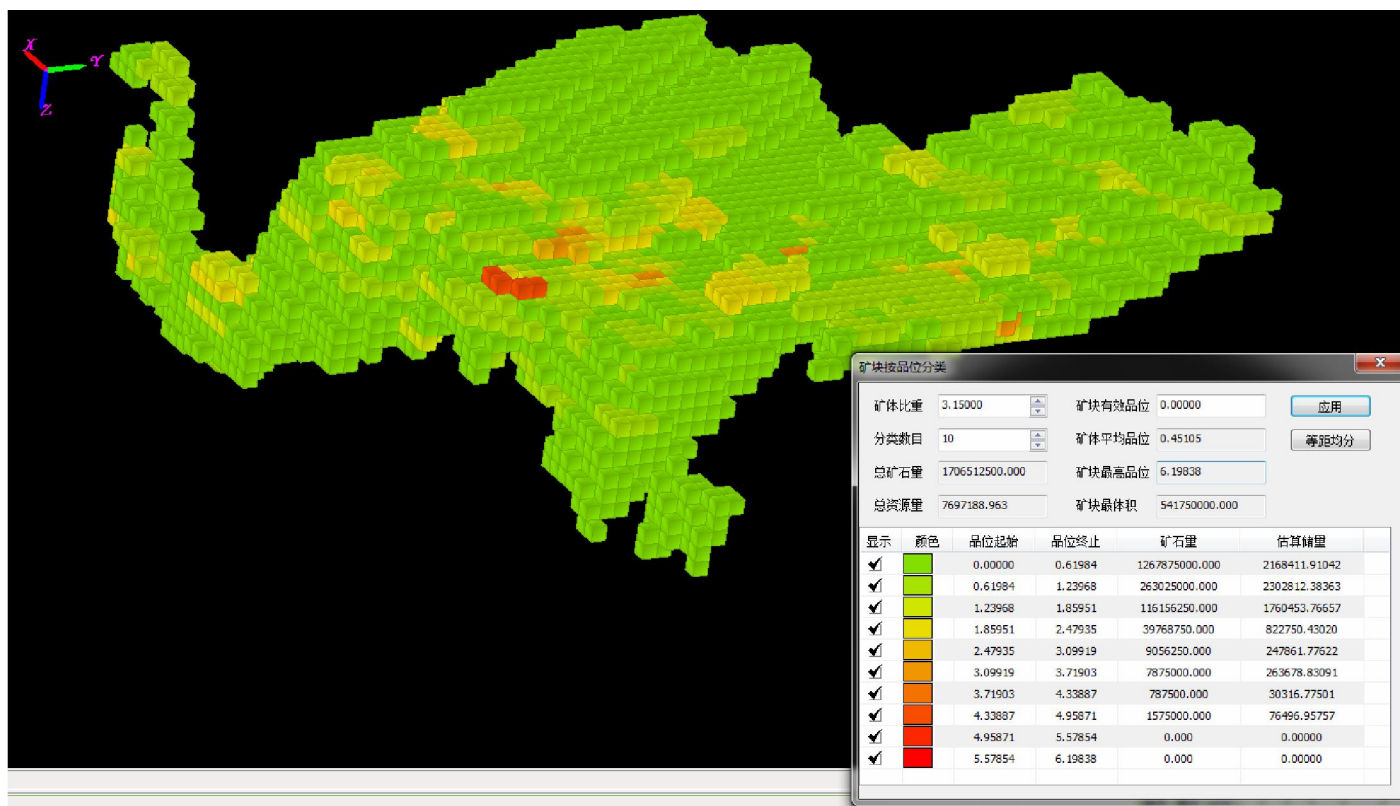 X
Y
Z
矿块按品位分类
矿体比重 3.15000 矿块有效品位 0.00000 应用
分类数目 10 矿体平均品位 0.45105 等距均分
总矿石量 1706512500.000 矿块最高品位 6.19838
总资源量 7697188.963 矿块最体积 541750000.000
显示 颜色 品位起始 品位终止 矿石量 估算储量
0.00000 0.61984 1267875000.000 2168411.91042
0.61984 1.23968 263025000.000 2302812.38363
1.23968 1.85951 116156250.000 1760453.76657
1.85951 2.47935 39768750.000 822750.43020
2.47935 3.09919 9056250.000 247861.77622
3.09919 3.71903 7875000.000 263678.83091
3.71903 4.33887 787500.000 30316.77501
4.33887 4.95871 1575000.000 76496.95757
4.95871 5.57854 0.000 0.00000
5.57854 6.19838 0.000 0.00000